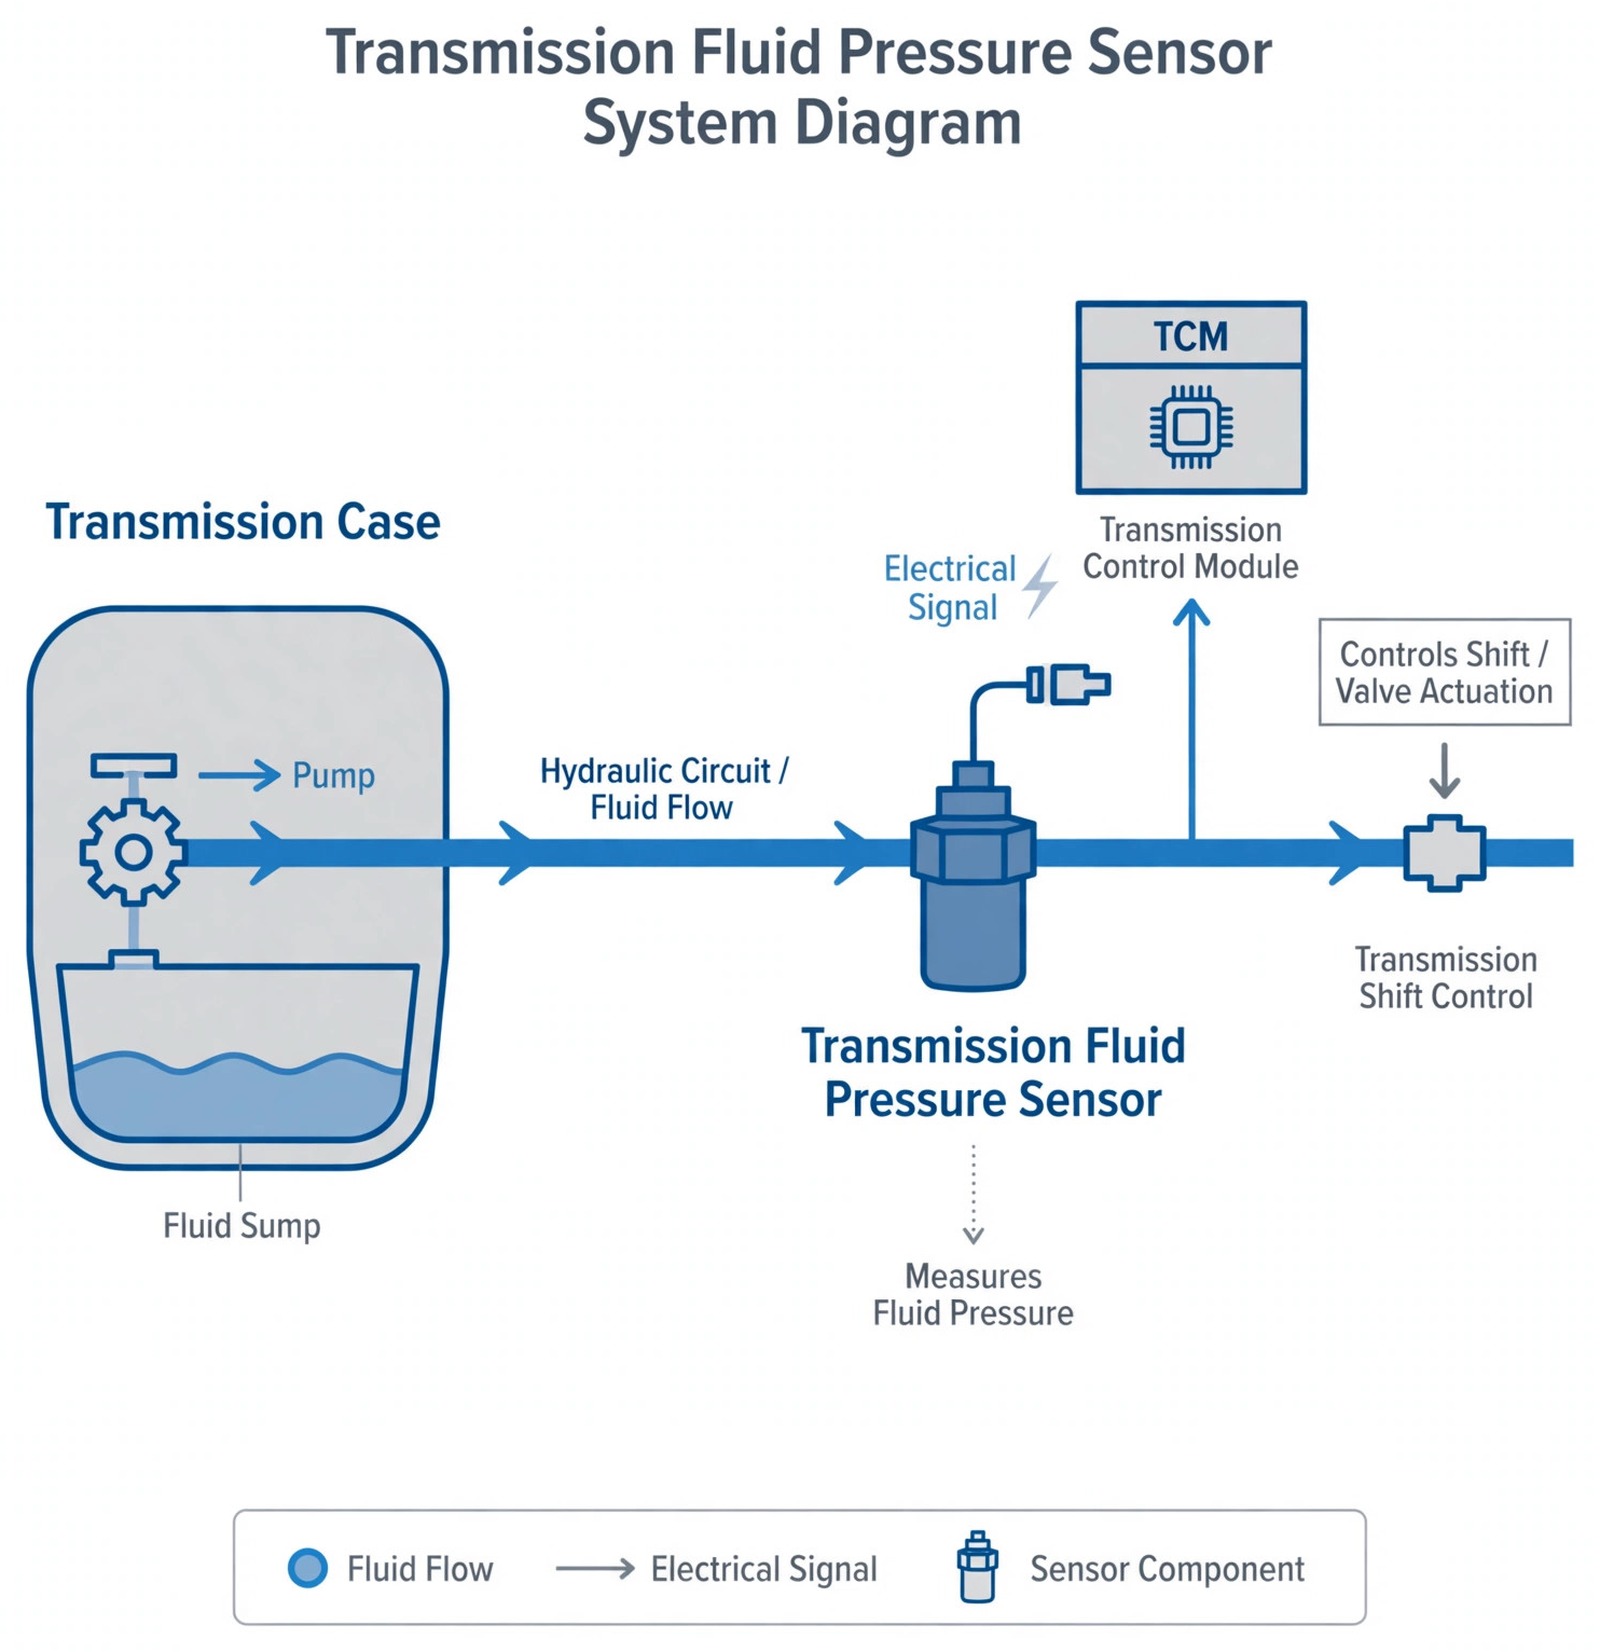 Transmission Fluid Pressure Sensor
System Diagram
TCM
Transmission
Control Module
Electrical
Signal
Transmission Case
Controls Shift /
Valve Actuation
Pump
Hydraulic Circuit /
Fluid Flow
Transmission
Shift Control
Transmission Fluid
Pressure Sensor
Fluid Sump
Measures
Fluid Pressure
Fluid Flow
Electrical Signal
Sensor Component